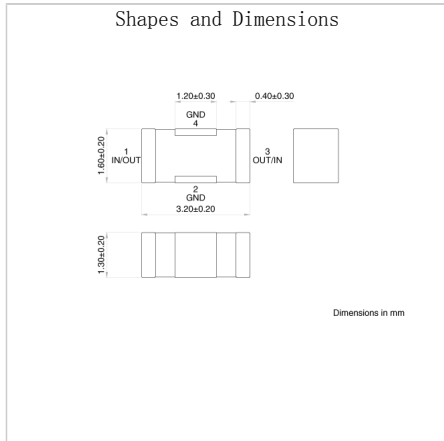 Shapes and Dimensions
1.20±0.30
0.40±0.30
GND
4
1
IN/OUT
3
OUT/IN
1.60±0.20
2
GND
3.20±0.20
1.30±0.20
Dimensions in mm